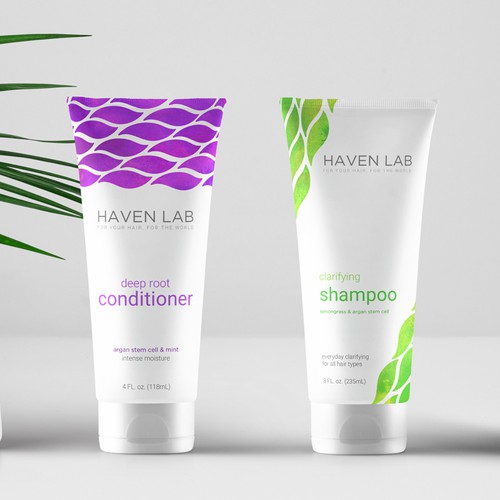 HAVEN LAB
FOR YOUR HAIR, FOR THE WORLD
deep root
conditioner
argan stem cell & mint
intense moisture
4 FL. oz. (118mL)
HAVEN LAB
FOR YOUR HAIR, FOR THE WORLD
clarifying
shampoo
lemongrass & argan stem cell
everyday clarifying
for all hair types
8 FL. oz. (235mL)